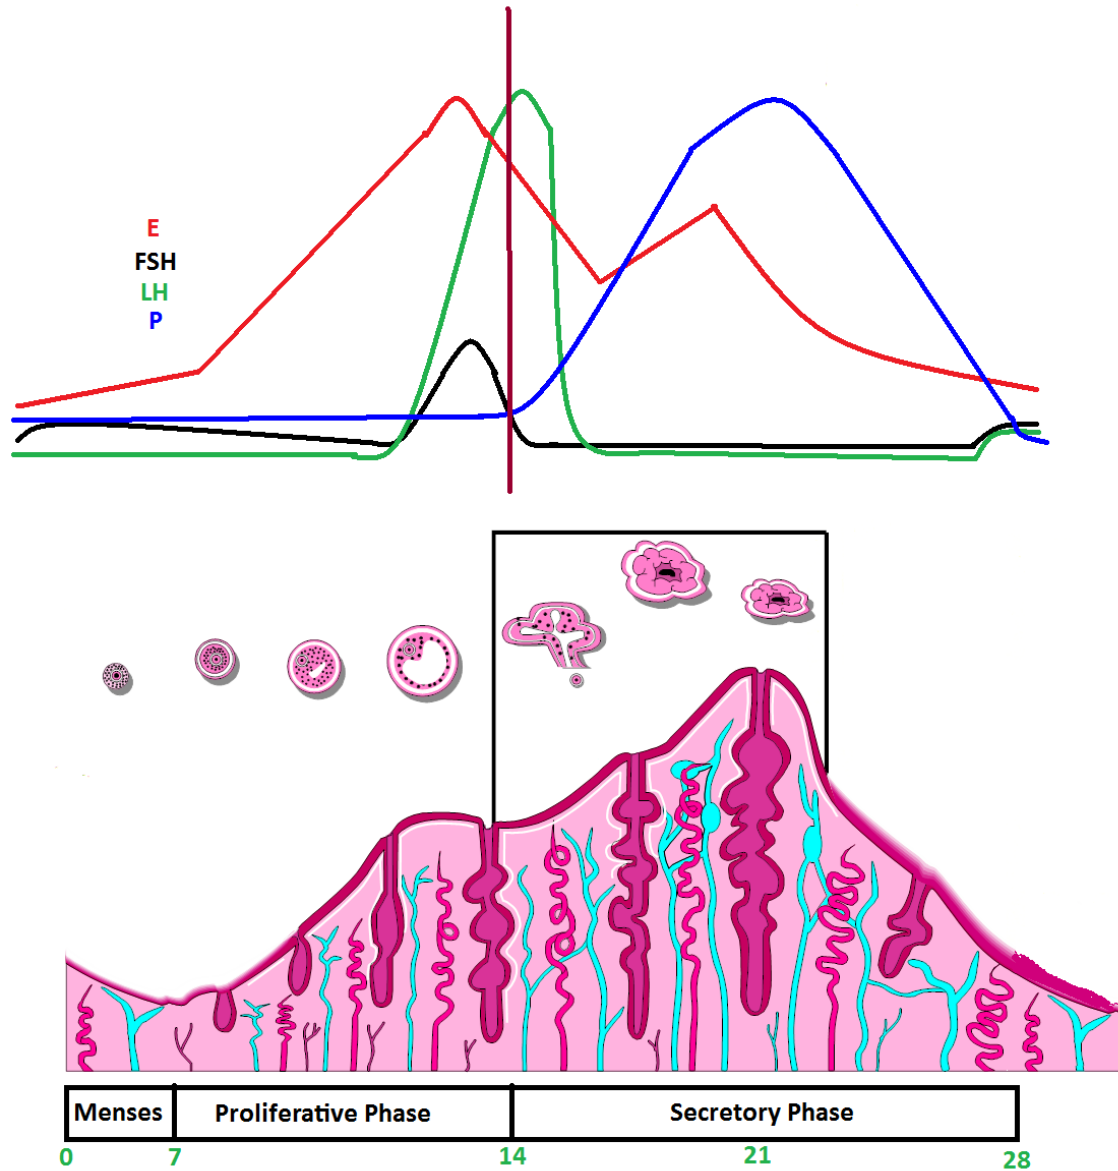 E
FSH
LH
P
Menses
Proliferative Phase
Secretory Phase
0
7
14
21
28